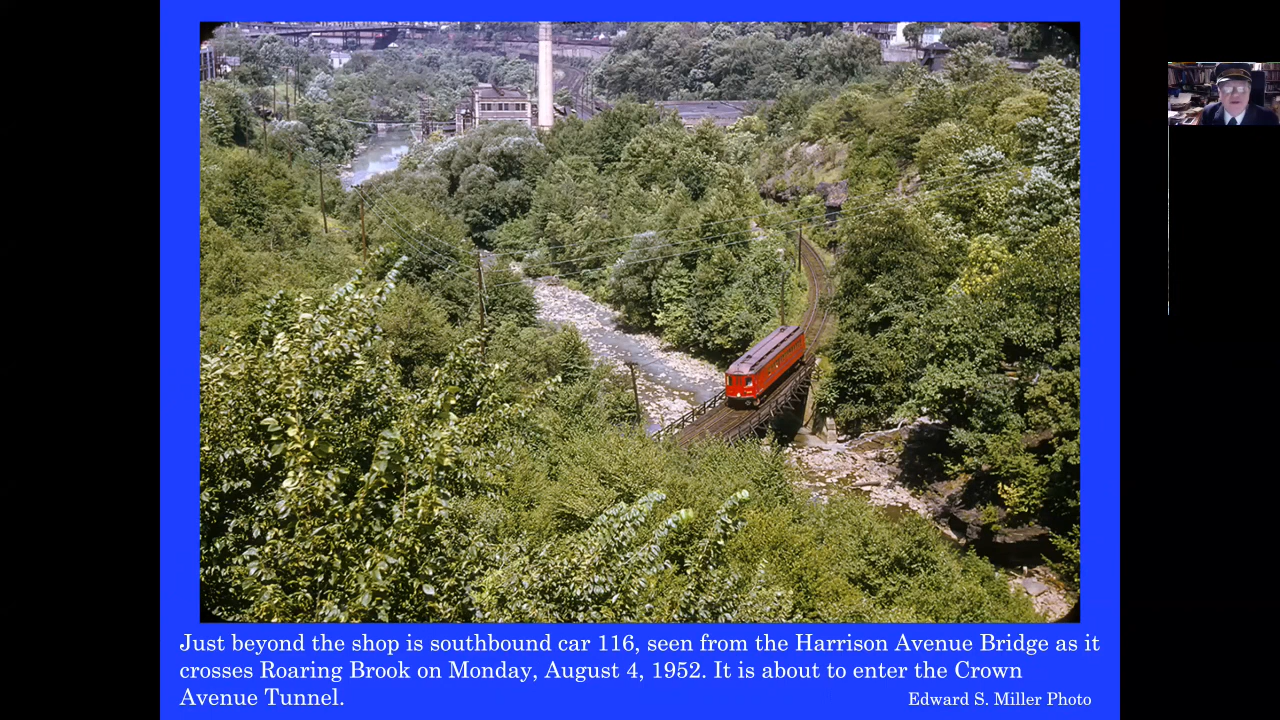 Just beyond the shop is southbound car 116, seen from the Harrison Avenue Bridge as it
crosses Roaring Brook on Monday, August 4, 1952. It is about to enter the Crown
Avenue Tunnel.
Edward S. Miller Photo